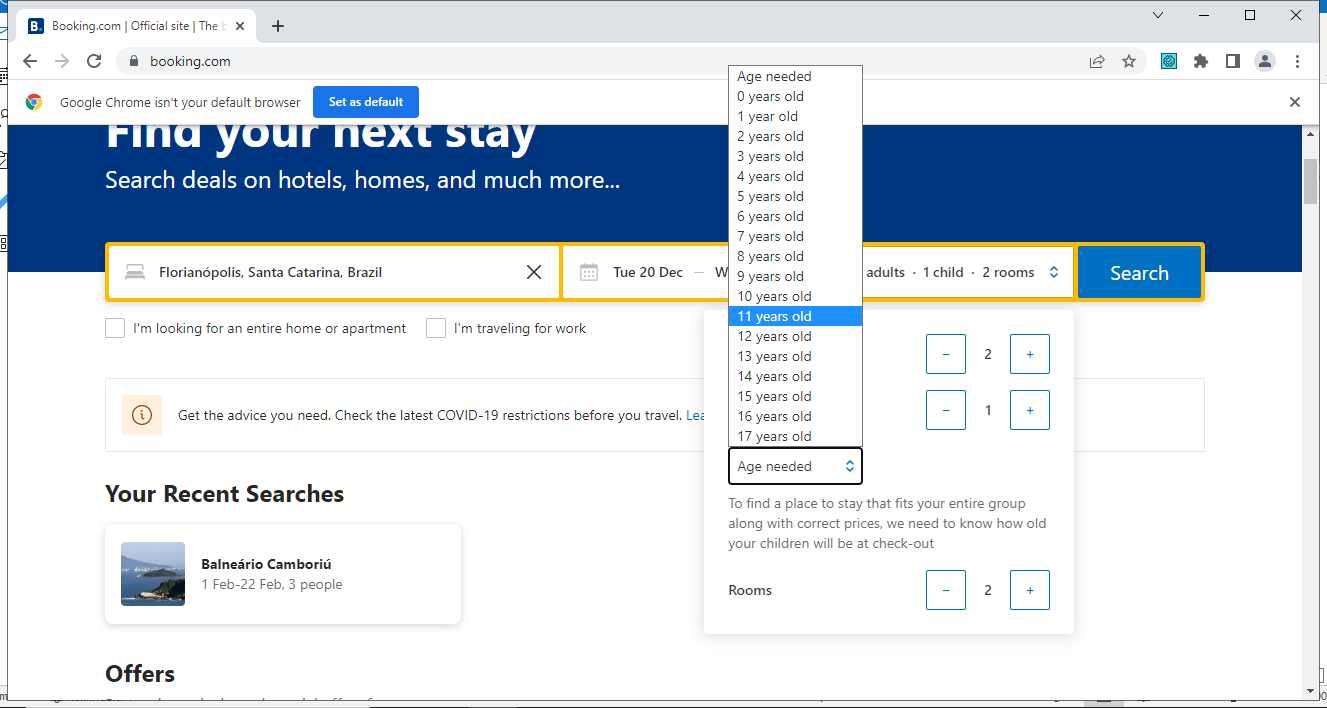 Booking.com | Official site | The
booking.com
Google Chrome isn't your default browser
Set as default
Find your next stay
Search deals on hotels, homes, and much more...
Florianópolis, Santa Catarina, Brazil
Tue 20 Dec — W
adults · 1 child · 2 rooms
Search
I'm looking for an entire home or apartment
I'm traveling for work
Get the advice you need. Check the latest COVID-19 restrictions before you travel. Lea
Age needed
0 years old
1 year old
2 years old
3 years old
4 years old
5 years old
6 years old
7 years old
8 years old
9 years old
10 years old
11 years old
12 years old
13 years old
14 years old
15 years old
16 years old
17 years old
− 2 +
− 1 +
Age needed
To find a place to stay that fits your entire group
along with correct prices, we need to know how old
your children will be at check-out
Rooms
− 2 +
Your Recent Searches
Balneário Camboriú
1 Feb-22 Feb, 3 people
Offers